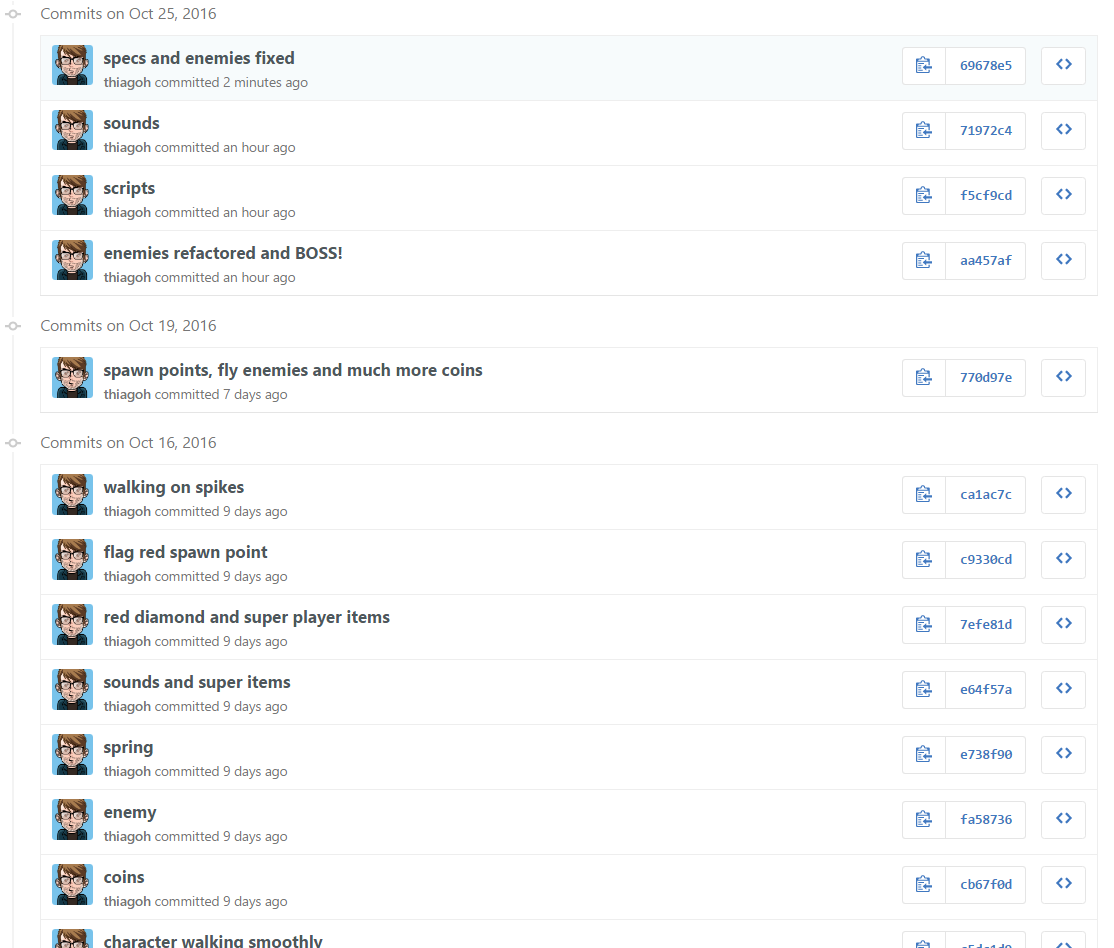 Commits on Oct 25, 2016
specs and enemies fixed
69678e5
thiagoh committed 2 minutes ago
sounds
71972c4
thiagoh committed an hour ago
scripts
f5cf9cd
thiagoh committed an hour ago
enemies refactored and BOSS!
aa457af
thiagoh committed an hour ago
Commits on Oct 19, 2016
spawn points, fly enemies and much more coins
770d97e
thiagoh committed 7 days ago
Commits on Oct 16, 2016
walking on spikes
ca1ac7c
thiagoh committed 9 days ago
flag red spawn point
c9330cd
thiagoh committed 9 days ago
red diamond and super player items
7efe81d
thiagoh committed 9 days ago
sounds and super items
e64f57a
thiagoh committed 9 days ago
spring
e738f90
thiagoh committed 9 days ago
enemy
fa58736
thiagoh committed 9 days ago
coins
cb67f0d
thiagoh committed 9 days ago
character walking smoothly